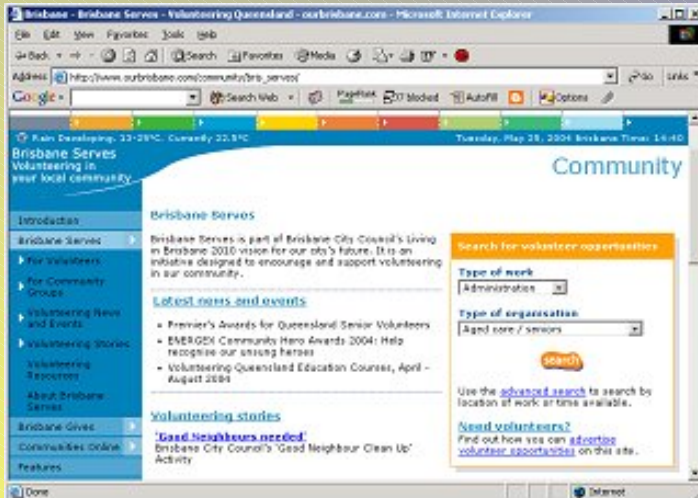 Brisbane - Brisbane Serves - Volunteering Queensland - ourbrisbane.com - Microsoft Internet Explorer
File Edit View Favorites Tools Help
Back Search Favorites Media
Address http://www.ourbrisbane.com/community/bris_serves/ Go Links
Google Search Web PageRank blocked AutoFill Options
Rain Developing. 13-25°C. Currently 22.5°C Tuesday, May 25, 2004 Brisbane Time: 14:40
Brisbane Serves
Volunteering in
your local community
Community
Introduction
Brisbane Serves
For Volunteers
For Community
Groups
Volunteering News
and Events
Volunteering Stories
Volunteering
Resources
About Brisbane
Serves
Brisbane Gives
Communities Online
Features
Brisbane Serves
Brisbane Serves is part of Brisbane City Council's Living
in Brisbane 2010 vision for our city's future. It is an
initiative designed to encourage and support volunteering
in our community.
Latest news and events
Premier's Awards for Queensland Senior Volunteers
ENERGEX Community Hero Awards 2004: Help
recognise our unsung heroes
Volunteering Queensland Education Courses, April -
August 2004
Volunteering stories
'Good Neighbours needed'
Brisbane City Council's 'Good Neighbour Clean Up'
Activity
Search for volunteer opportunities
Type of work
Administration
Type of organisation
Aged care / seniors
search
Use the advanced search to search by
location of work or time available.
Need volunteers?
Find out how you can advertise
volunteer opportunities on this site.
Done Internet